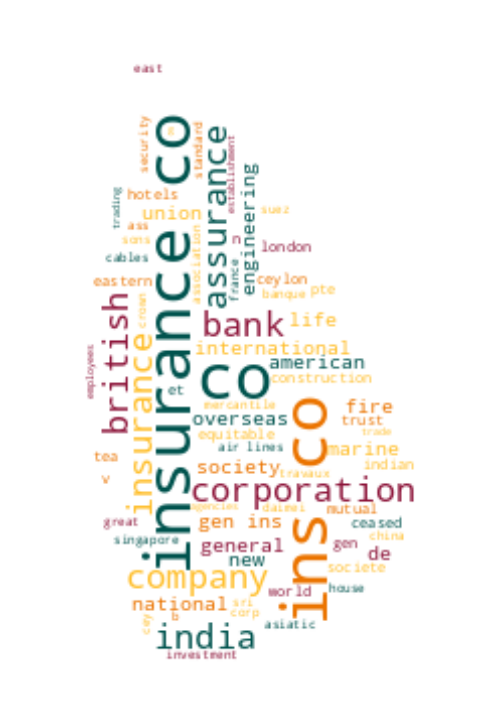 east
security
co
standard
assurance
establishment
engineering
trading
hotels
union
suez
ass
sons
association
n
london
cables
france
eastern
crown
ceylon
banque
pte
british
insurance co
bank
life
international
employees
insurance
american
et
co
construction
mercantile
overseas
ins co
fire
equitable
trust
trade
air lines
marine
tea
society
indian
v
travaux
corporation
agencies
daimei
mutual
great
gen ins
ceased
china
singapore
general
gen
de
new
societe
company
world
house
national
sri
corp
cey
b
asiatic
india
investment